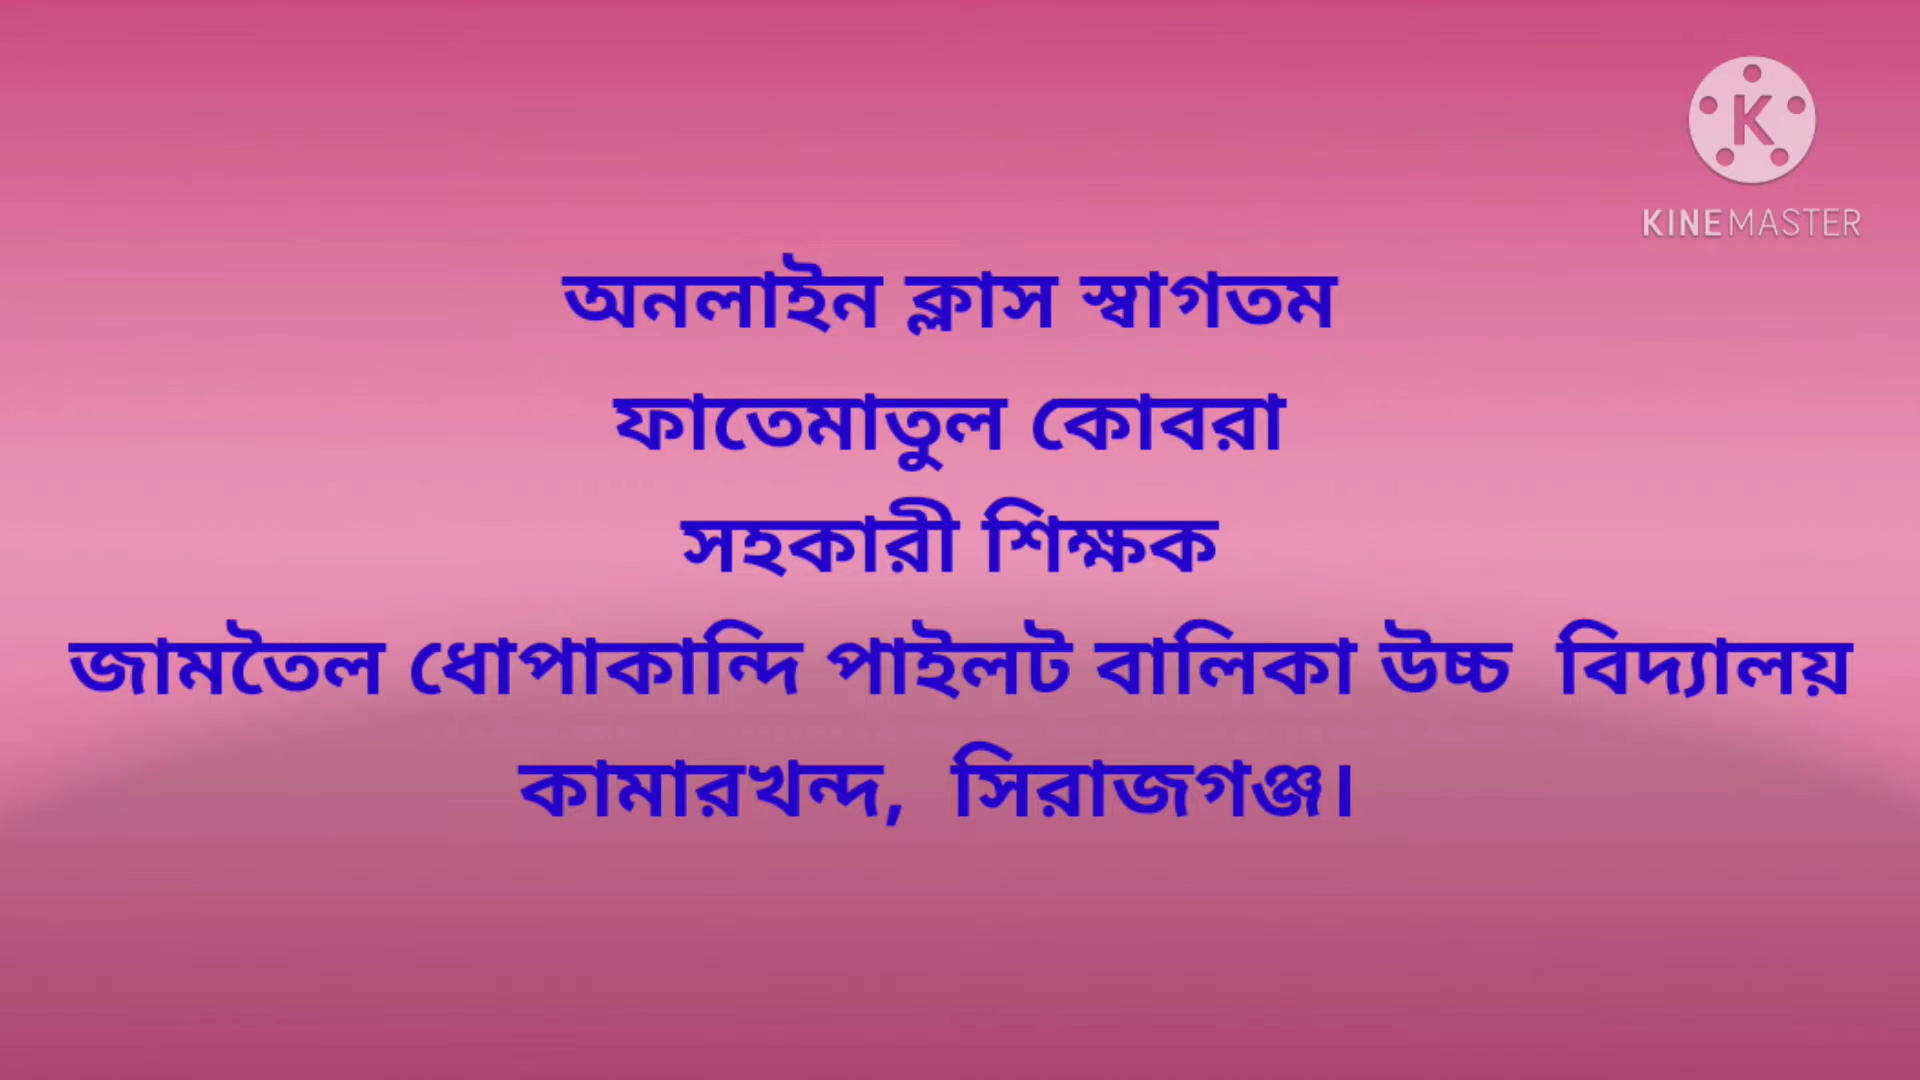 KINEMASTER
অনলাইন ক্লাস স্বাগতম
ফাতেমাতুল কোবরা
সহকারী শিক্ষক
জামতৈল ধোপাকান্দি পাইলট বালিকা উচ্চ বিদ্যালয়
কামারখন্দ, সিরাজগঞ্জ।